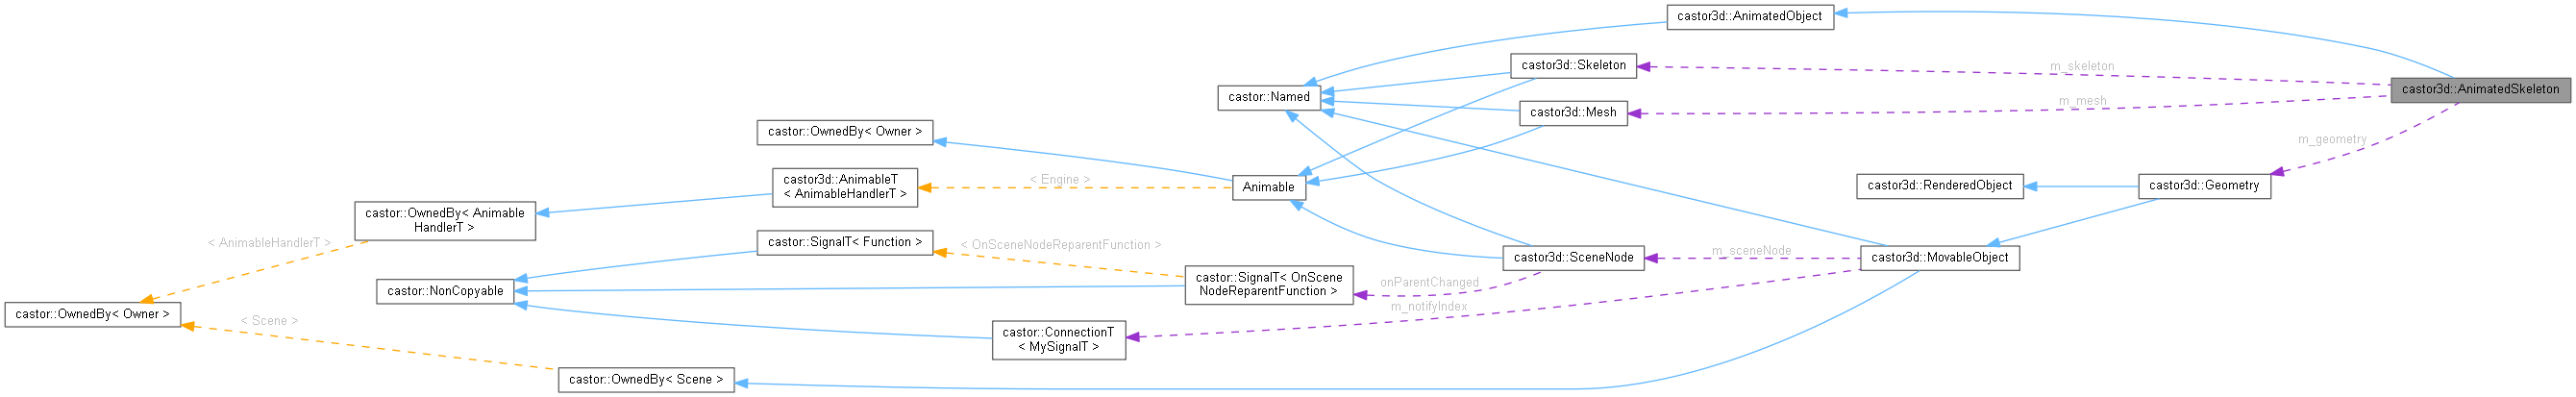 castor3d::AnimatedObject
castor3d::Skeleton
m_skeleton
castor3d::AnimatedSkeleton
castor::Named
m_mesh
castor3d::Mesh
castor::OwnedBy< Owner >
m_geometry
castor3d::AnimableT
< AnimableHandlerT >
< Engine >
Animable
castor3d::RenderedObject
castor3d::Geometry
castor::OwnedBy< Animable
HandlerT >
< AnimableHandlerT >
castor::SignalT< Function >
< OnSceneNodeReparentFunction >
castor3d::SceneNode
m_sceneNode
castor3d::MovableObject
castor::NonCopyable
castor::SignalT< OnScene
NodeReparentFunction >
onParentChanged
m_notifyIndex
castor::OwnedBy< Owner >
< Scene >
castor::ConnectionT
< MySignalT >
castor::OwnedBy< Scene >